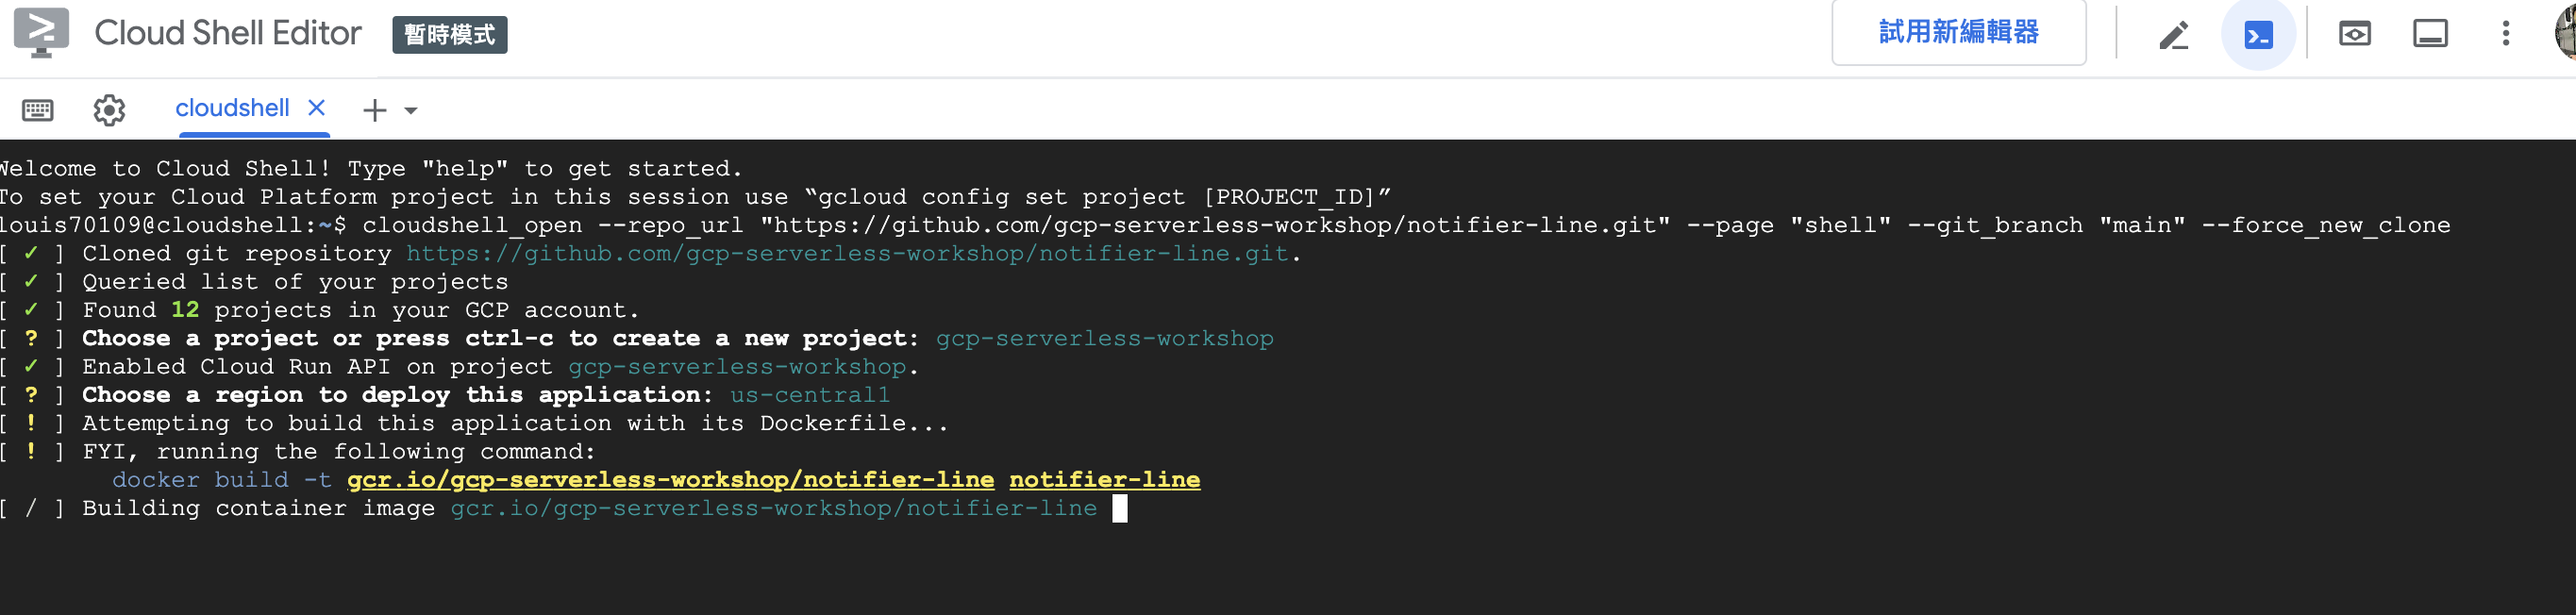 Cloud Shell Editor 暫時模式 試用新編輯器
cloudshell
Welcome to Cloud Shell! Type "help" to get started.
To set your Cloud Platform project in this session use “gcloud config set project [PROJECT_ID]”
louis70109@cloudshell:~$ cloudshell_open --repo_url "https://github.com/gcp-serverless-workshop/notifier-line.git" --page "shell" --git_branch "main" --force_new_clone
[ ✓ ] Cloned git repository https://github.com/gcp-serverless-workshop/notifier-line.git.
[ ✓ ] Queried list of your projects
[ ✓ ] Found 12 projects in your GCP account.
[ ? ] Choose a project or press ctrl-c to create a new project: gcp-serverless-workshop
[ ✓ ] Enabled Cloud Run API on project gcp-serverless-workshop.
[ ? ] Choose a region to deploy this application: us-central1
[ ! ] Attempting to build this application with its Dockerfile...
[ ! ] FYI, running the following command:
docker build -t gcr.io/gcp-serverless-workshop/notifier-line notifier-line
[ / ] Building container image gcr.io/gcp-serverless-workshop/notifier-line